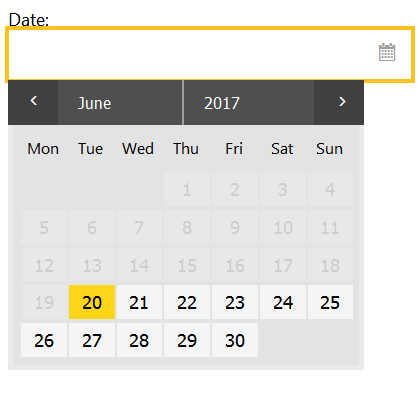 Date:
‹ June 2017 ›
Mon Tue Wed Thu Fri Sat Sun
1 2 3 4
5 6 7 8 9 10 11
12 13 14 15 16 17 18
19 20 21 22 23 24 25
26 27 28 29 30